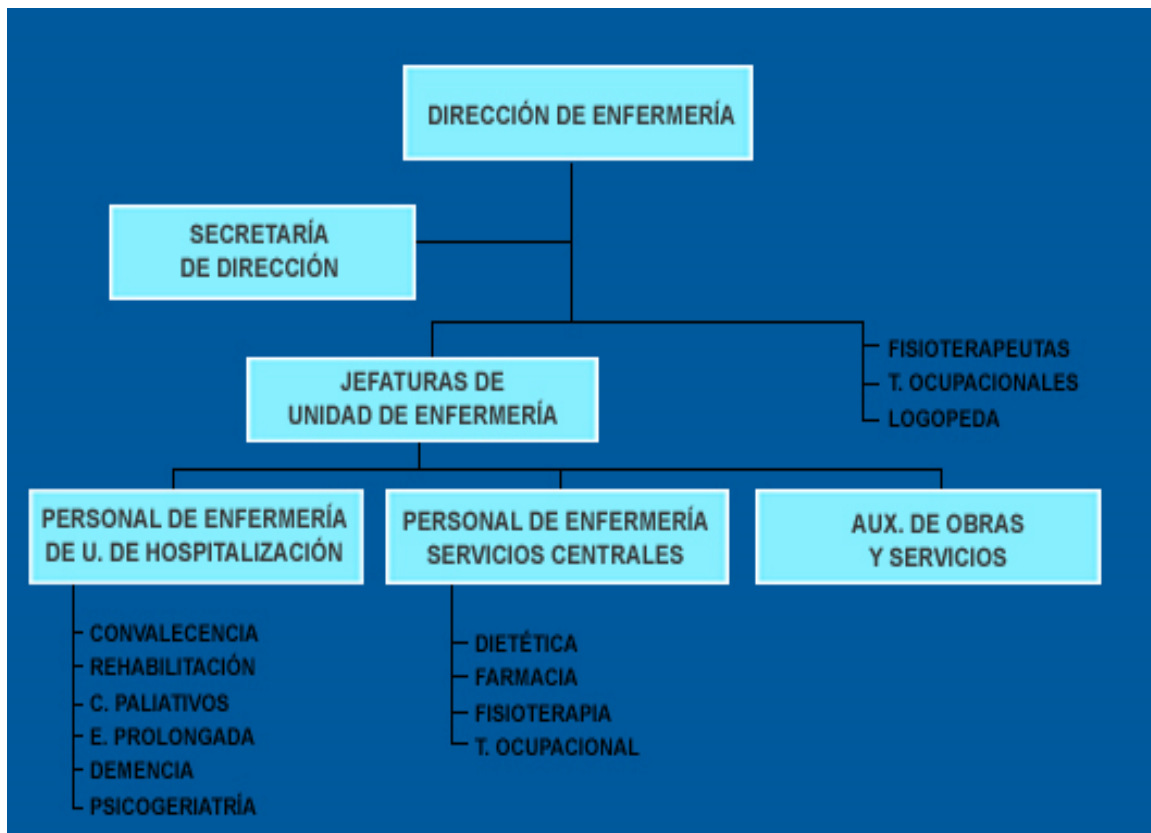 DIRECCIÓN DE ENFERMERÍA
SECRETARÍA
DE DIRECCIÓN
FISIOTERAPEUTAS
T. OCUPACIONALES
LOGOPEDA
JEFATURAS DE
UNIDAD DE ENFERMERÍA
PERSONAL DE ENFERMERÍA
DE U. DE HOSPITALIZACIÓN
CONVALECENCIA
REHABILITACIÓN
C. PALIATIVOS
E. PROLONGADA
DEMENCIA
PSICOGERIATRÍA
PERSONAL DE ENFERMERÍA
SERVICIOS CENTRALES
DIETÉTICA
FARMACIA
FISIOTERAPIA
T. OCUPACIONAL
AUX. DE OBRAS
Y SERVICIOS